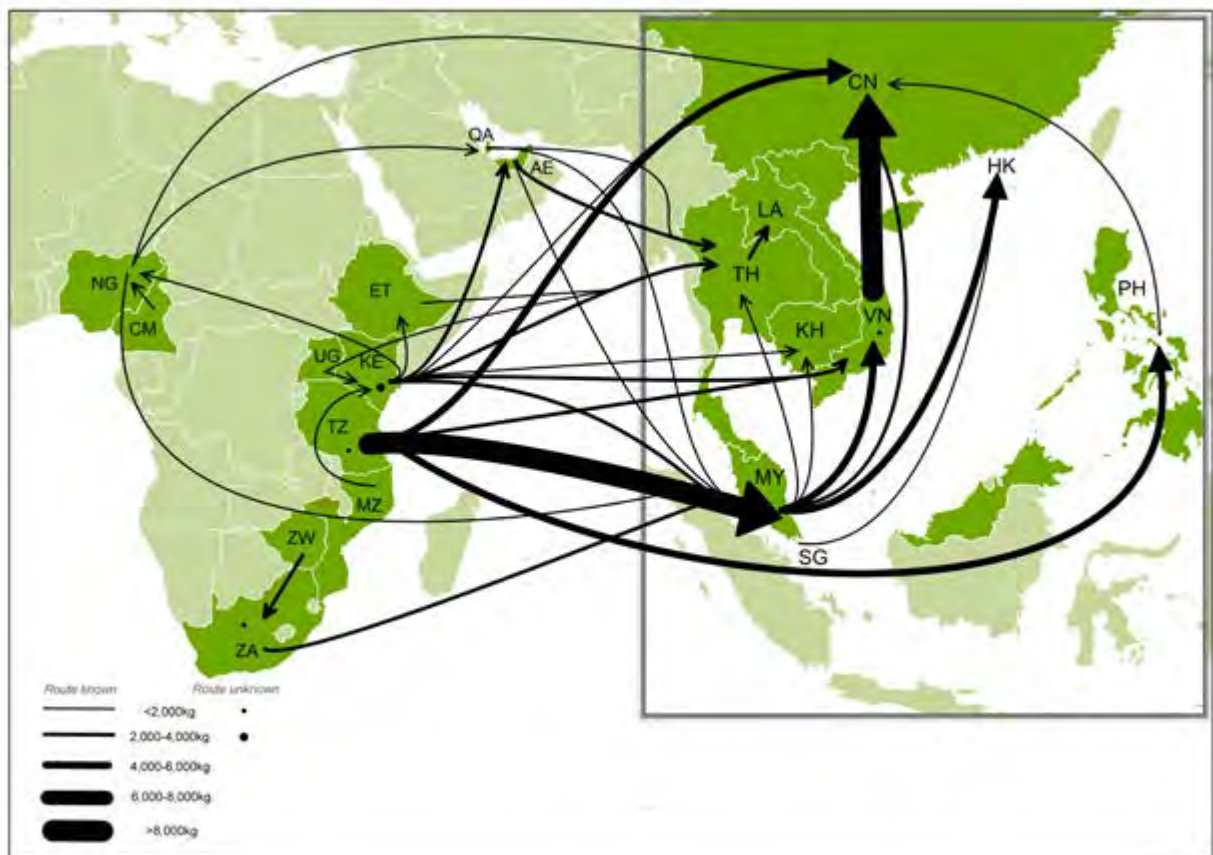 CN
QA
AE
HK
LA
NG
ET
TH
PH
CM
UG
KE
KH
VN
TZ
MY
MZ
ZW
SG
ZA
Route known
Route unknown
<2,000kg
2,000-4,000kg
4,000-6,000kg
6,000-8,000kg
>8,000kg